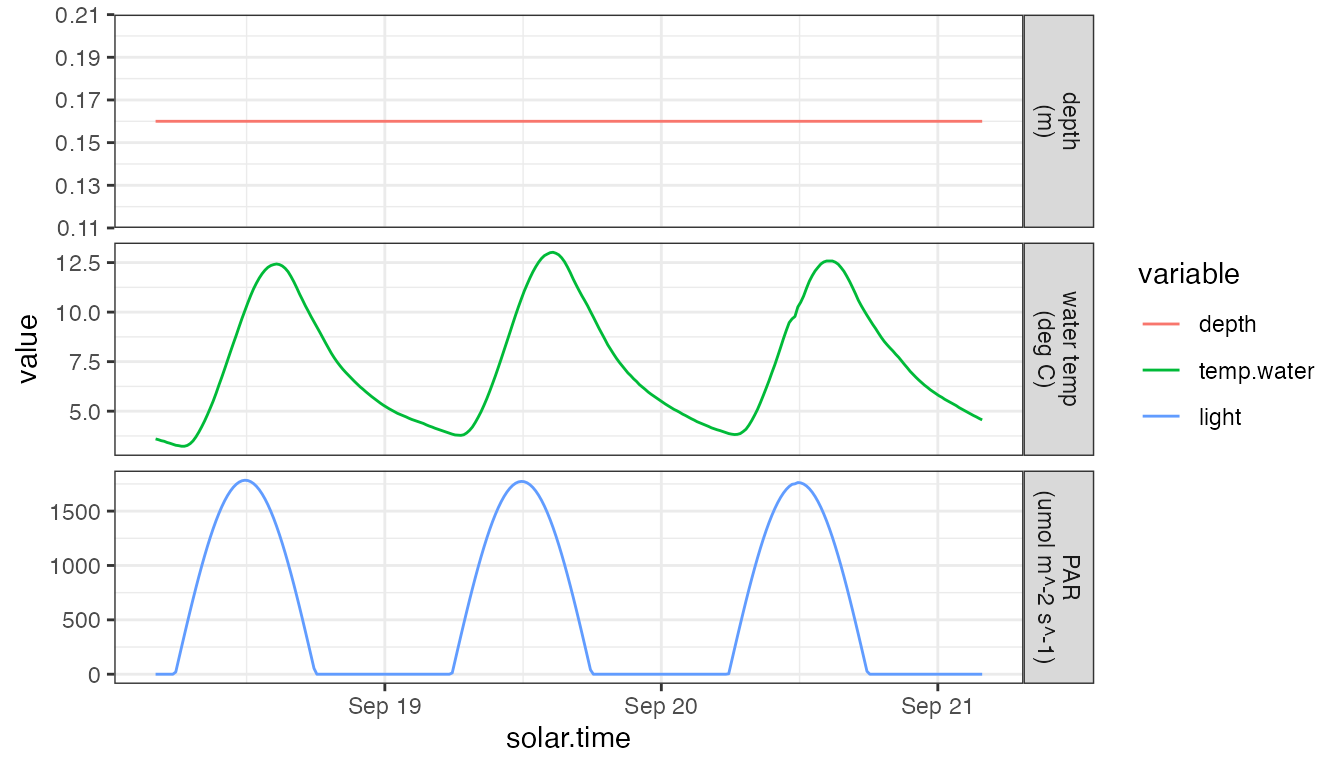 0.21
0.19
0.17
0.15
0.13
0.11
depth
(m)
12.5
10.0
7.5
5.0
water temp
(deg C)
1500
1000
500
0
PAR
(umol m^-2 s^-1)
value
Sep 19
Sep 20
Sep 21
solar.time
variable
depth
temp.water
light